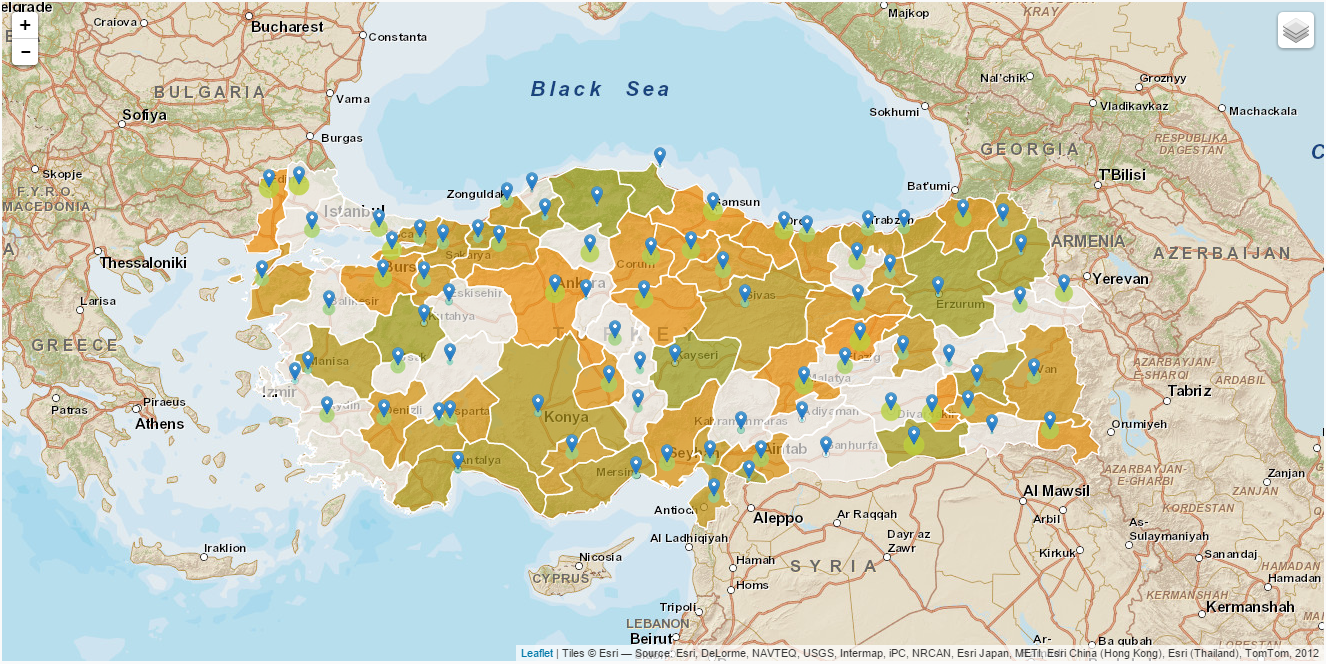 elgrade
Craiova
Bucharest
Constanta
Majkop
KRAY
+
−
Nal'chik
Groznyy
BULGARIA
Varna
Black Sea
Sokhumi
Vladikavkaz
Machackala
Sofiya
Burgas
RESPUBLIKA
DAGESTAN
GEORGIA
Skopje
F.Y.R.O.
MACEDONIA
Zonguldak
Bat'umi
T'Bilisi
Istanbul
Samsun
Trabzon
ARMENIA
AZERBAIJAN
Thessaloniki
Sakarya
Bursa
Corum
Ankara
Yerevan
Larisa
Balikesir
Eskisehir
Kutahya
Sivas
Erzurum
GREECE
TURKEY
Manisa
Usak
Kayseri
Elazig
Van
AZARBAYJAN-
E-SHARQI
ARDABIL
Malatya
Tabriz
Izmir
Patras
Piraeus
Athens
Aydin
Denizli
Isparta
Konya
Kahramanmaras
Adiyaman
Orumiyeh
Antalya
Mersin
Seyhan
Aintab
Sanhurfa
AZARBAYJAN-
E-GHARBI
Zanjan
ZANJAN
Al Mawsil
Antioch
Aleppo
Ar Raqqah
Arbil
KORDESTAN
As-
Sulaymaniyah
Al Ladhiqiyah
Dayr az
Zawr
Iraklion
Nicosia
Hamah
SYRIA
Kirkuk
Sanandaj
CYPRUS
Homs
HAMADAN
Hamadan
KERMANSHAH
Tripoli
Kermanshah
LEBANON
Beirut
Ar-
Ba qubah
LORESTAN
Leaflet | Tiles © Esri — Source: Esri, DeLorme, NAVTEQ, USGS, Intermap, iPC, NRCAN, Esri Japan, METI, Esri China (Hong Kong), Esri (Thailand), TomTom, 2012